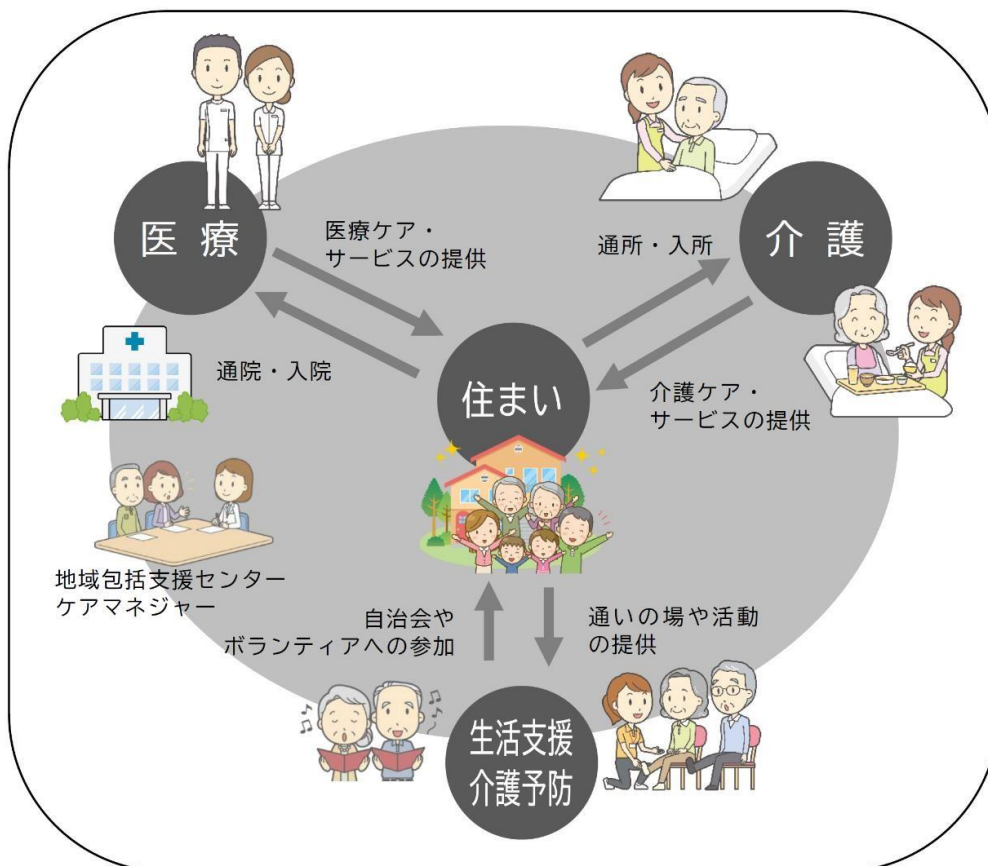 医療
介護
医療ケア・
サービスの提供
通所・入所
通院・入院
住まい
介護ケア・
サービスの提供
地域包括支援センター
ケアマネジャー
自治会や
ボランティアへの参加
通いの場や活動
の提供
生活支援
介護予防